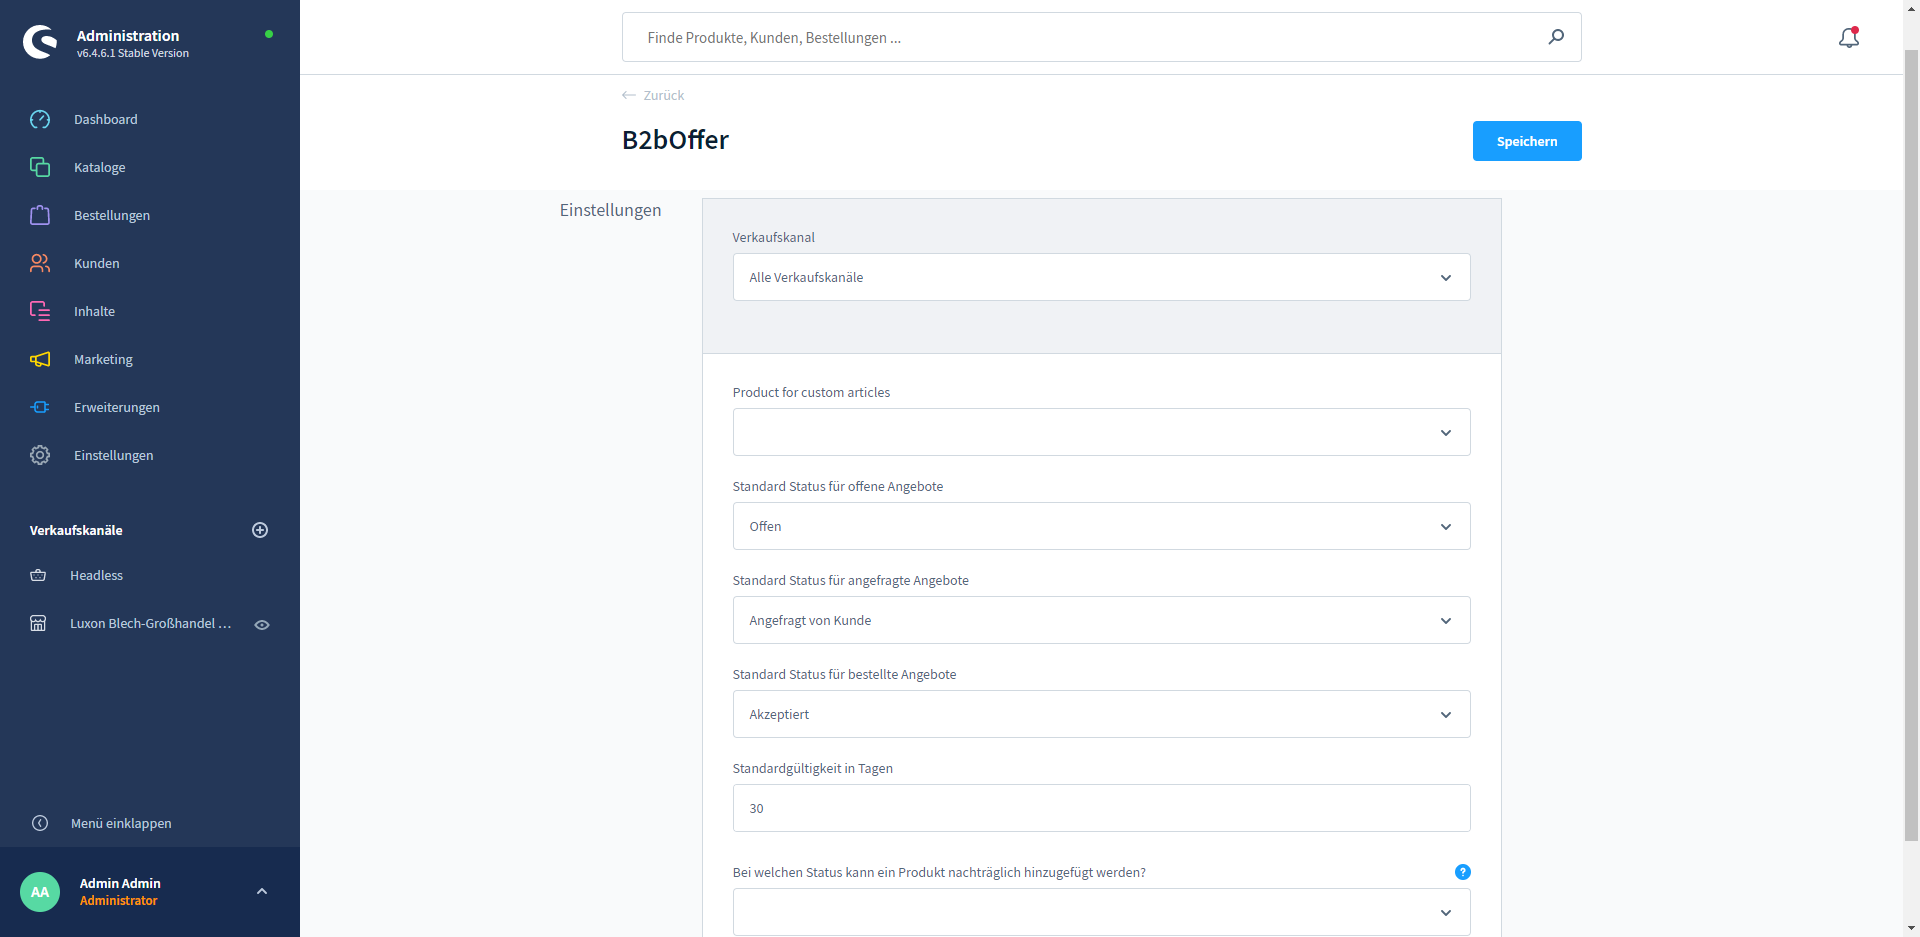 Administration
v6.4.6.1 Stable Version
Dashboard
Kataloge
Bestellungen
Kunden
Inhalte
Marketing
Erweiterungen
Einstellungen
Verkaufskanäle
Headless
Luxon Blech-Großhandel ...
Menü einklappen
AA
Admin Admin
Administrator
Finde Produkte, Kunden, Bestellungen ...
Zurück
B2bOffer
Speichern
Einstellungen
Verkaufskanal
Alle Verkaufskanäle
Product for custom articles
Standard Status für offene Angebote
Offen
Standard Status für angefragte Angebote
Angefragt von Kunde
Standard Status für bestellte Angebote
Akzeptiert
Standardgültigkeit in Tagen
30
Bei welchen Status kann ein Produkt nachträglich hinzugefügt werden?
?